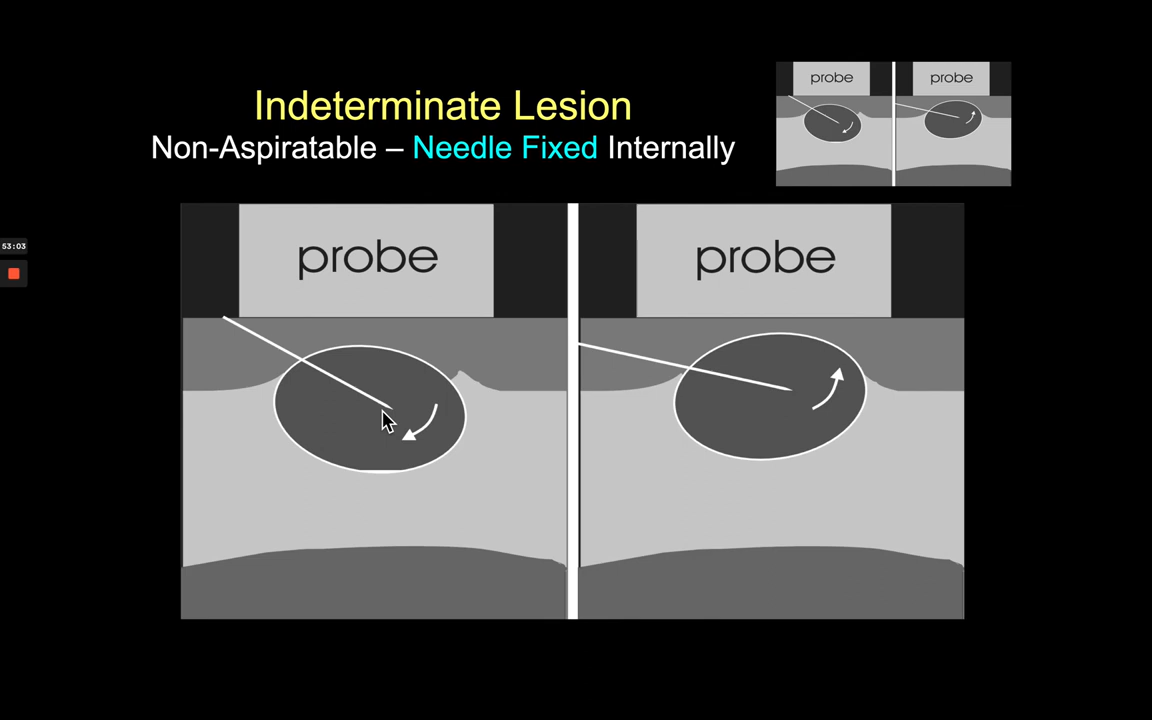 Indeterminate Lesion
Non-Aspiratable – Needle Fixed Internally
probe
probe
53:03
probe
probe